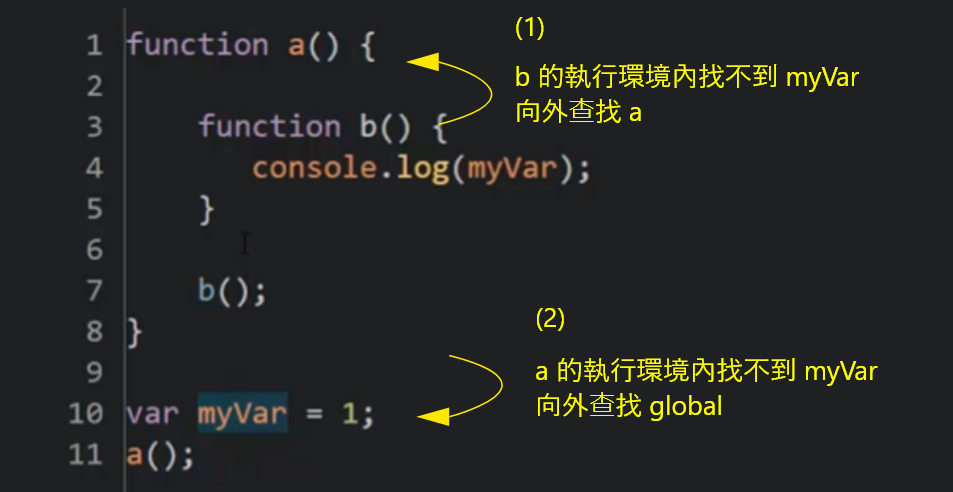 1 function a() {
2
3 function b() {
4 console.log(myVar);
5 }
6
7 b();
8 }
9
10 var myVar = 1;
11 a();
(1)
b 的執行環境內找不到 myVar
向外查找 a
(2)
a 的執行環境內找不到 myVar
向外查找 global